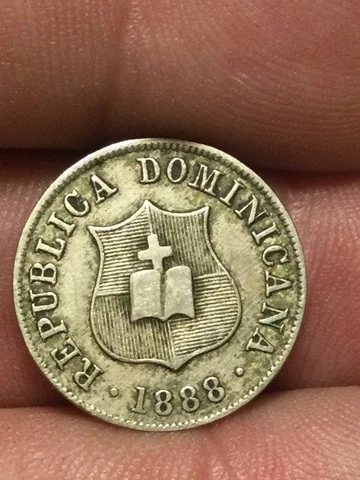 REPUBLICA DOMINICANA
· 1888 ·